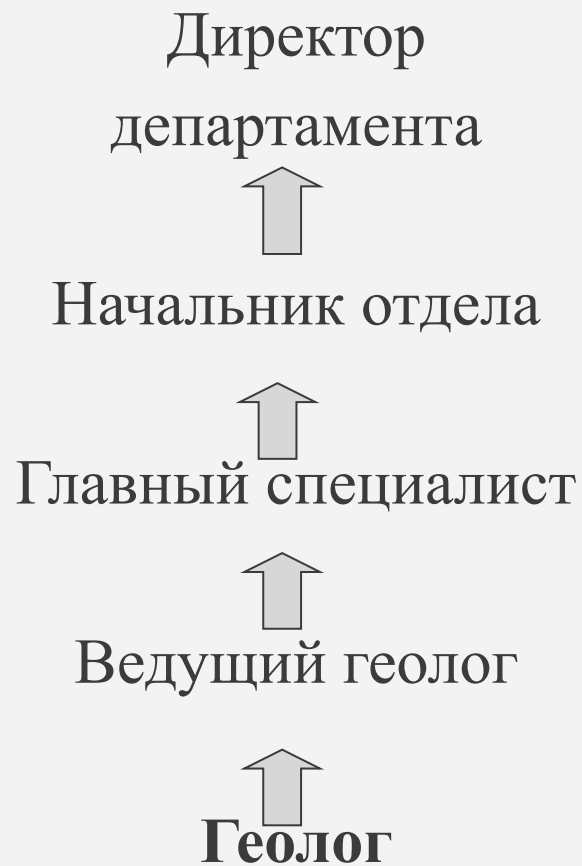 Директор
департамента
Начальник отдела
Главный специалист
Ведущий геолог
Геолог